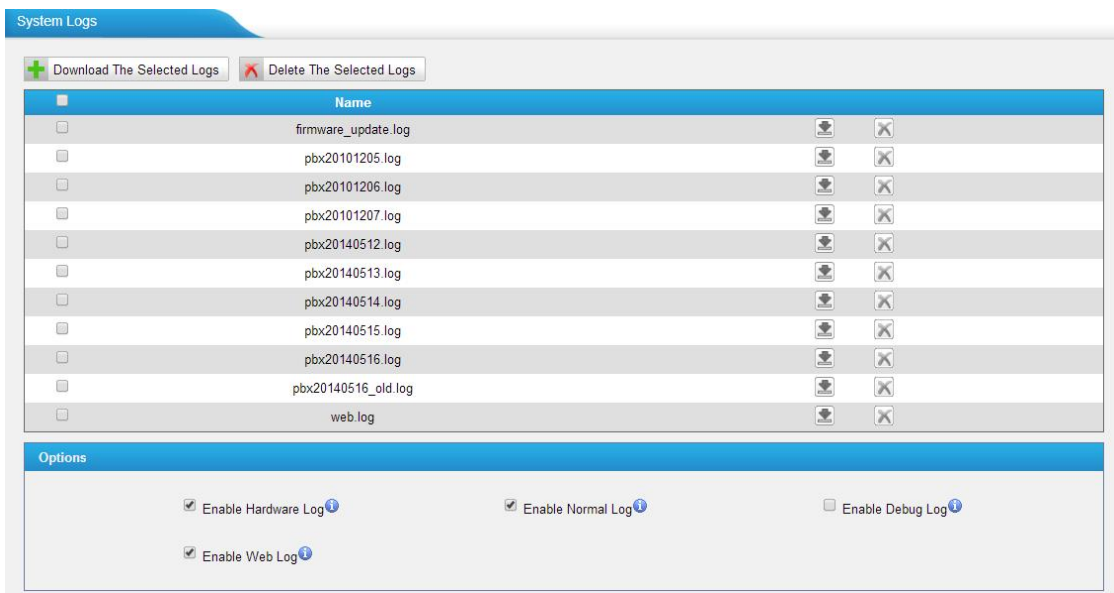 System Logs
Download The Selected Logs Delete The Selected Logs
Name
firmware_update.log
pbx20101205.log
pbx20101206.log
pbx20101207.log
pbx20140512.log
pbx20140513.log
pbx20140514.log
pbx20140515.log
pbx20140516.log
pbx20140516_old.log
web.log
Options
Enable Hardware Log Enable Normal Log Enable Debug Log
Enable Web Log